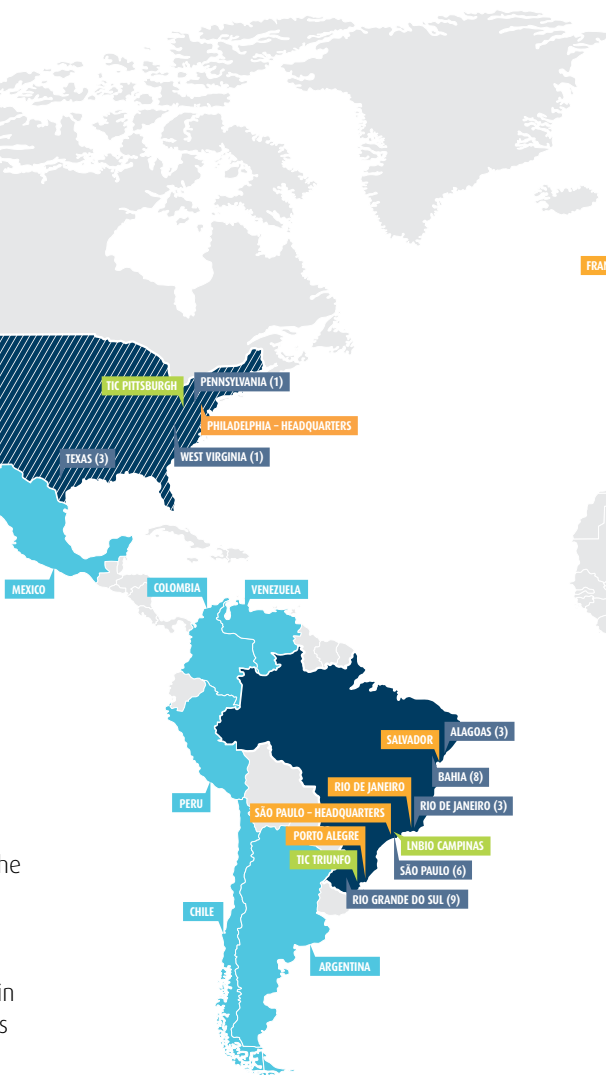 FRAN
TIC PITTSBURGH
PENNSYLVANIA (1)
PHILADELPHIA – HEADQUARTERS
TEXAS (3)
WEST VIRGINIA (1)
MEXICO
COLOMBIA
VENEZUELA
SALVADOR
ALAGOAS (3)
BAHIA (8)
RIO DE JANEIRO
PERU
RIO DE JANEIRO (3)
SÃO PAULO – HEADQUARTERS
PORTO ALEGRE
LNBIO CAMPINAS
TIC TRIUNFO
he
SÃO PAULO (6)
RIO GRANDE DO SUL (9)
CHILE
ARGENTINA
in
s